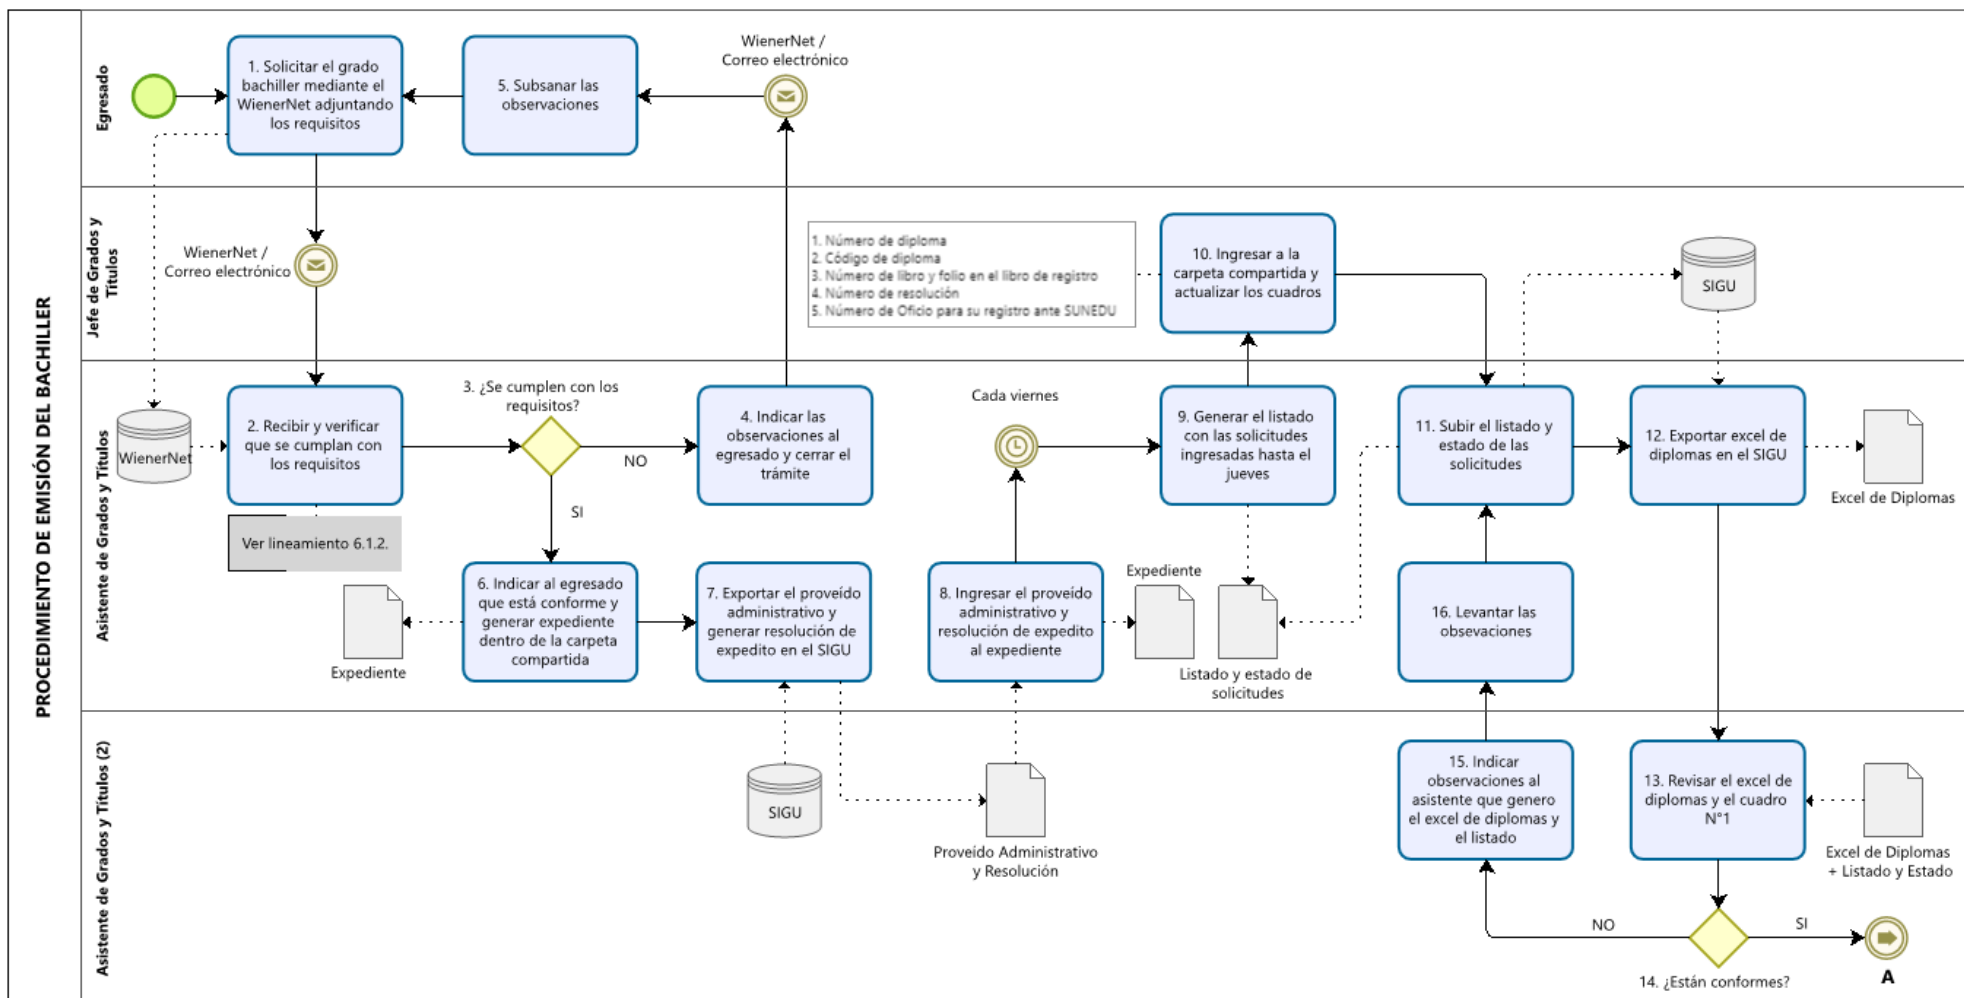 PROCEDIMIENTO DE EMISIÓN DEL BACHILLER
Egresado
1. Solicitar el grado
bachiller mediante el
WienerNet adjuntando
los requisitos
5. Subsanar las
observaciones
WienerNet /
Correo electrónico
Jefe de Grados y
Títulos
WienerNet /
Correo electrónico
1. Número de diploma
2. Código de diploma
3. Número de libro y folio en el libro de registro
4. Número de resolución
5. Número de Oficio para su registro ante SUNEDU
10. Ingresar a la
carpeta compartida y
actualizar los cuadros
SIGU
Asistente de Grados y Títulos
WienerNet
2. Recibir y verificar
que se cumplan con
los requisitos
Ver lineamiento 6.1.2.
3. ¿Se cumplen con los
requisitos?
NO
SI
4. Indicar las
observaciones al
egresado y cerrar el
trámite
Cada viernes
9. Generar el listado
con las solicitudes
ingresadas hasta el
jueves
11. Subir el listado y
estado de las
solicitudes
12. Exportar excel de
diplomas en el SIGU
Excel de Diplomas
Expediente
6. Indicar al egresado
que está conforme y
generar expediente
dentro de la carpeta
compartida
7. Exportar el proveído
administrativo y
generar resolución de
expedito en el SIGU
8. Ingresar el proveído
administrativo y
resolución de expedito
al expediente
Expediente
Listado y estado de
solicitudes
16. Levantar las
obsevaciones
Asistente de Grados y Títulos (2)
SIGU
Proveído Administrativo
y Resolución
15. Indicar
observaciones al
asistente que genero
el excel de diplomas y
el listado
13. Revisar el excel de
diplomas y el cuadro
N°1
Excel de Diplomas
+ Listado y Estado
NO
SI
14. ¿Están conformes?
A